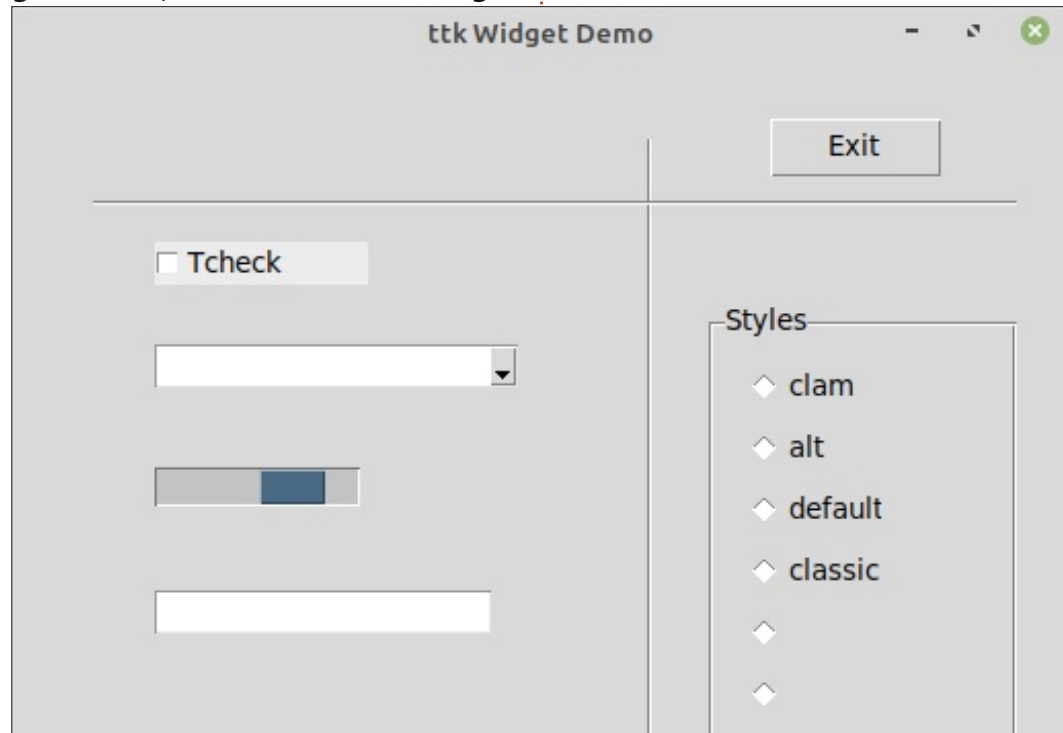 ttk Widget Demo
Exit
Tcheck
Styles
clam
alt
default
classic